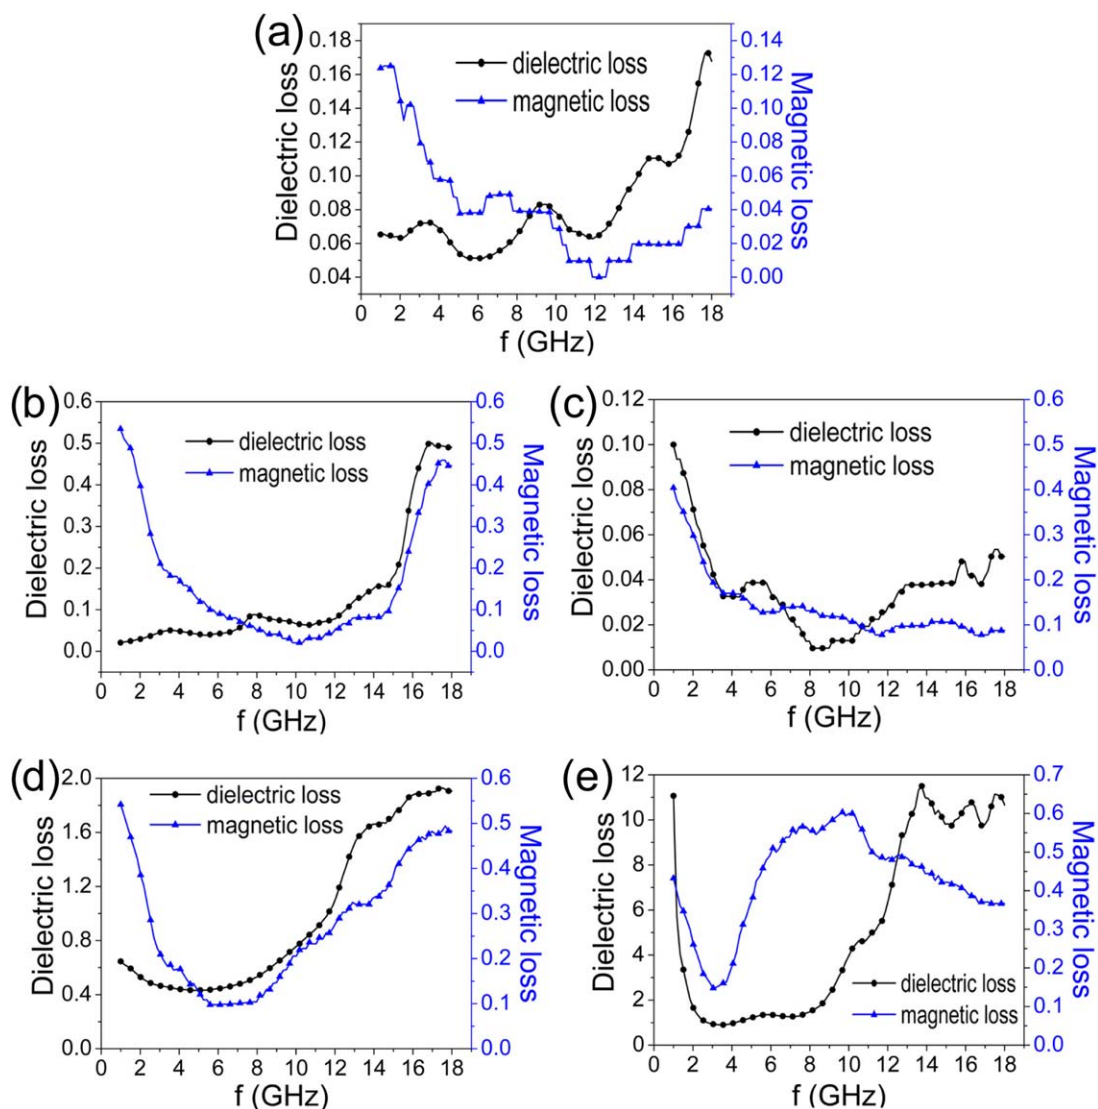 (a)
Dielectric loss
0.18
0.16
0.14
0.12
0.10
0.08
0.06
0.04
dielectric loss
magnetic loss
0.14
0.12
0.10
0.08
0.06
0.04
0.02
0.00
Magnetic loss
0 2 4 6 8 10 12 14 16 18
f (GHz)
(b)
Dielectric loss
0.6
0.5
0.4
0.3
0.2
0.1
0.0
dielectric loss
magnetic loss
0.6
0.5
0.4
0.3
0.2
0.1
0.0
Magnetic loss
0 2 4 6 8 10 12 14 16 18
f (GHz)
(c)
Dielectric loss
0.12
0.10
0.08
0.06
0.04
0.02
0.00
dielectric loss
magnetic loss
0.6
0.5
0.4
0.3
0.2
0.1
0.0
Magnetic loss
0 2 4 6 8 10 12 14 16 18
f (GHz)
(d)
Dielectric loss
2.0
1.6
1.2
0.8
0.4
0.0
dielectric loss
magnetic loss
0.6
0.5
0.4
0.3
0.2
0.1
0.0
Magnetic loss
0 2 4 6 8 10 12 14 16 18
f (GHz)
(e)
Dielectric loss
12
10
8
6
4
2
0
dielectric loss
magnetic loss
0.7
0.6
0.5
0.4
0.3
0.2
0.1
0.0
Magnetic loss
0 2 4 6 8 10 12 14 16 18
f (GHz)